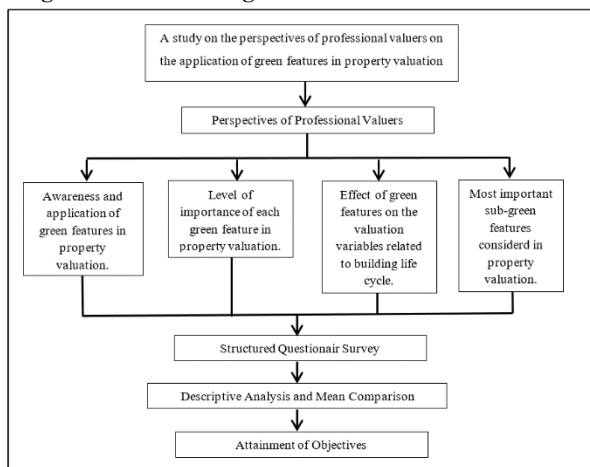 A study on the perspectives of professional valuers on
the application of green features in property valuation
Perspectives of Professional Valuers
Awareness and
application of
green features in
property
valuation.
Level of
importance of each
green feature in
property valuation.
Effect of green
features on the
valuation variables
related to building life
cycle.
Most important
sub-green
features
considerd in
property
valuation.
Structured Questionair Survey
Descriptive Analysis and Mean Comparison
Attainment of Objectives